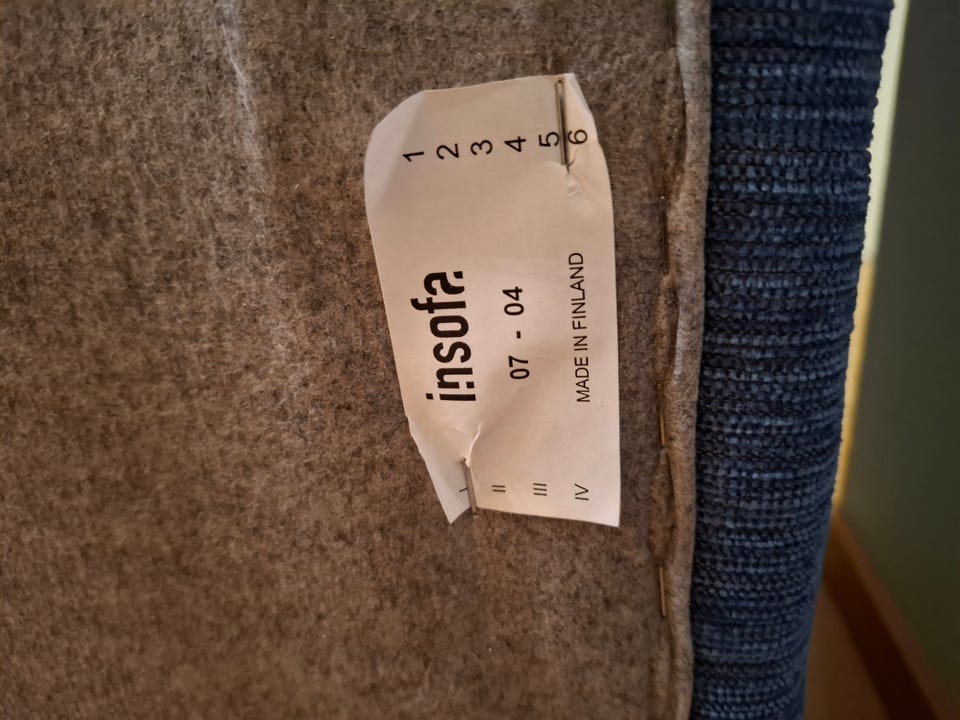 I
II
III
IV
insofa
07 - 04
MADE IN FINLAND
1
2
3
4
5
6